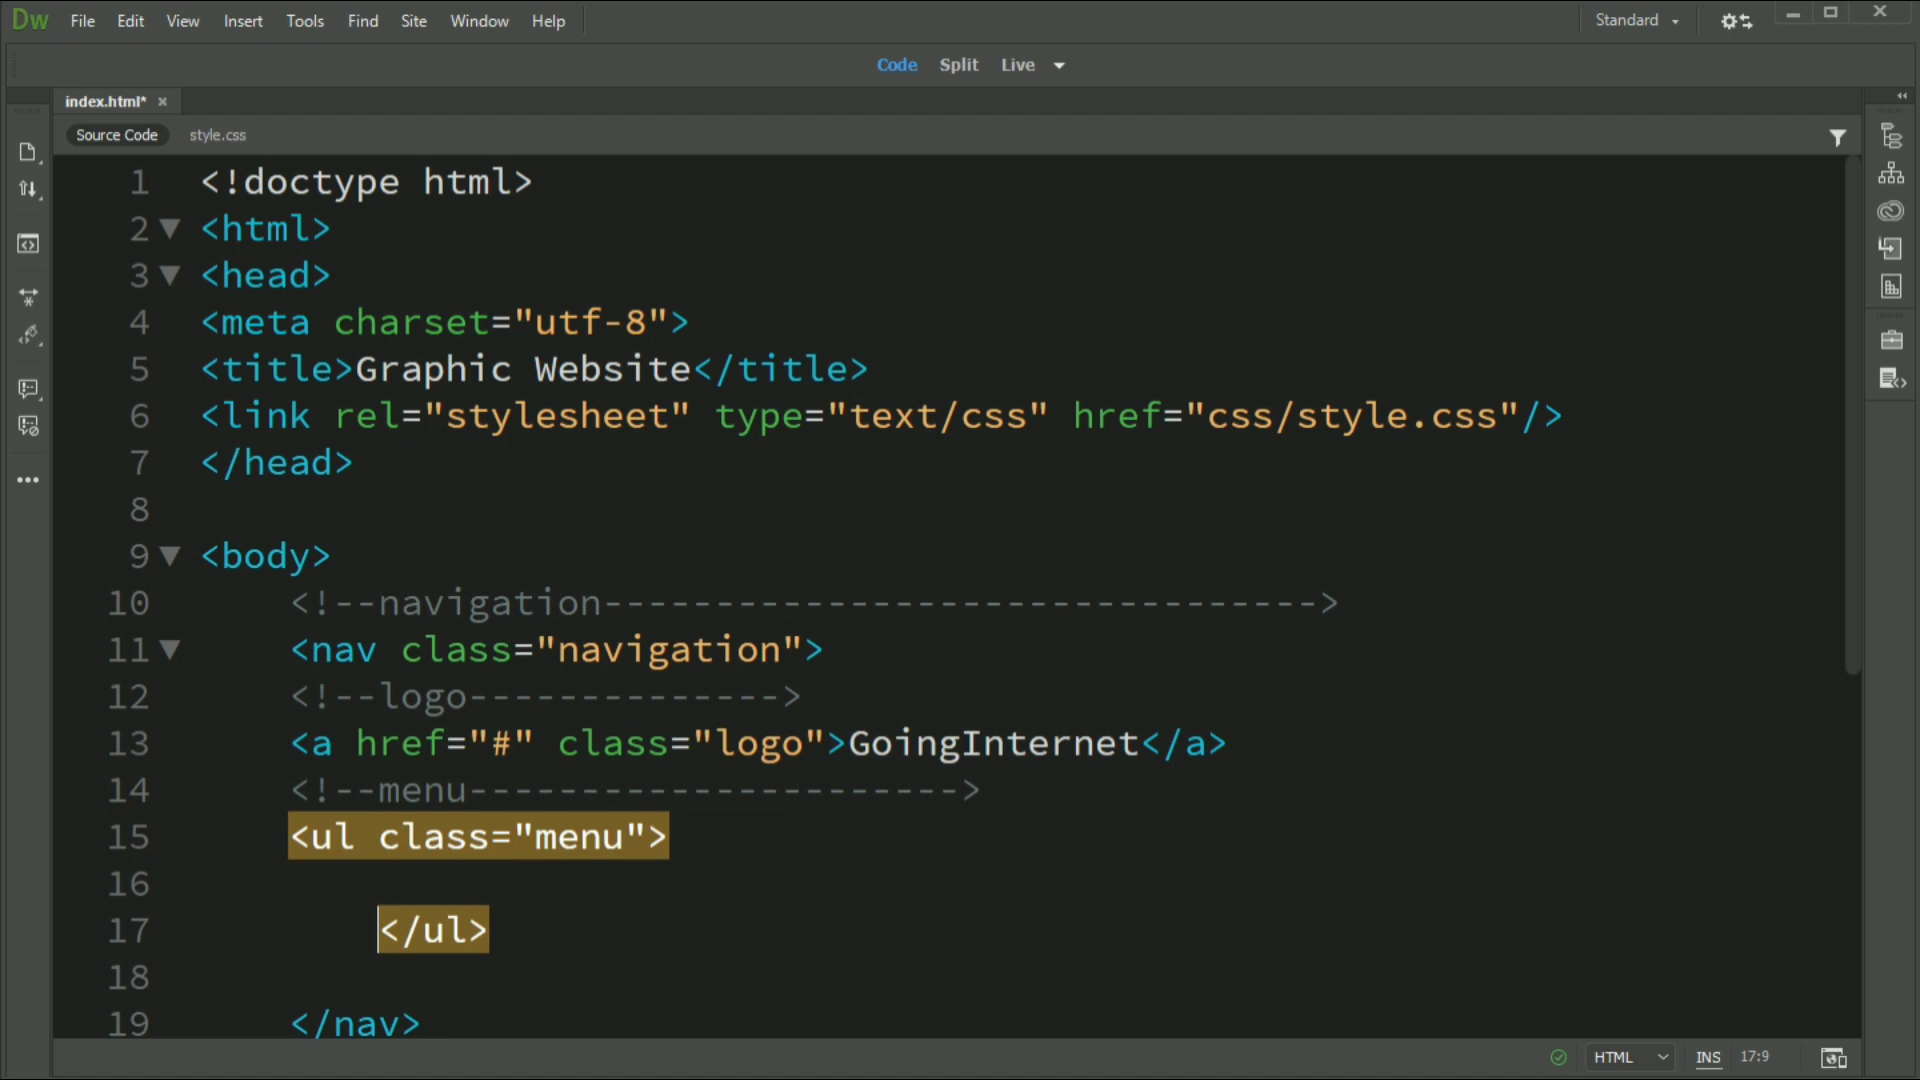 Dw File Edit View Insert Tools Find Site Window Help Standard
Code Split Live
index.html*
Source Code style.css
1 <!doctype html>
2 <html>
3 <head>
4 <meta charset="utf-8">
5 <title>Graphic Website</title>
6 <link rel="stylesheet" type="text/css" href="css/style.css"/>
7 </head>
8
9 <body>
10 <!--navigation-------------------------------->
11 <nav class="navigation">
12 <!--logo-------------->
13 <a href="#" class="logo">GoingInternet</a>
14 <!--menu---------------------->
15 <ul class="menu">
16
17 </ul>
18
19 </nav>
HTML INS 17:9